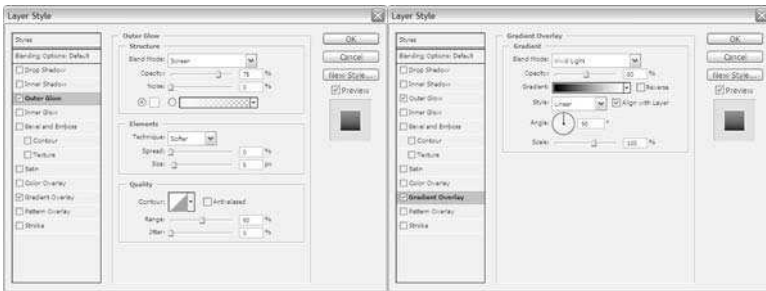 Layer Style
Styles
Blending Options: Default
Drop Shadow
Inner Shadow
Outer Glow
Inner Glow
Bevel and Emboss
Contour
Texture
Satin
Color Overlay
Gradient Overlay
Pattern Overlay
Stroke
Outer Glow
Structure
Blend Mode: Screen
Opacity: 75 %
Noise: 0 %
Elements
Technique: Softer
Spread: 0 %
Size: 5 px
Quality
Contour: Anti-aliased
Range: 50 %
Jitter: 0 %
OK
Cancel
New Style...
Preview
Layer Style
Styles
Blending Options: Default
Drop Shadow
Inner Shadow
Outer Glow
Inner Glow
Bevel and Emboss
Contour
Texture
Satin
Color Overlay
Gradient Overlay
Pattern Overlay
Stroke
Gradient Overlay
Gradient
Blend Mode: Vivid Light
Opacity: %
Gradient: Reverse
Style: Linear Align with Layer
Angle: 90 °
Scale: 100 %
OK
Cancel
New Style...
Preview